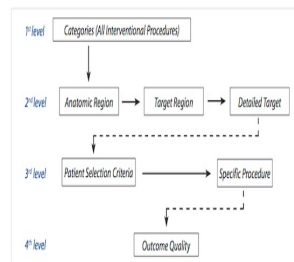 1st level Categories (All Interventional Procedures)
2nd level Anatomic Region Target Region Detailed Target
3rd level Patient Selection Criteria Specific Procedure
4th level Outcome Quality